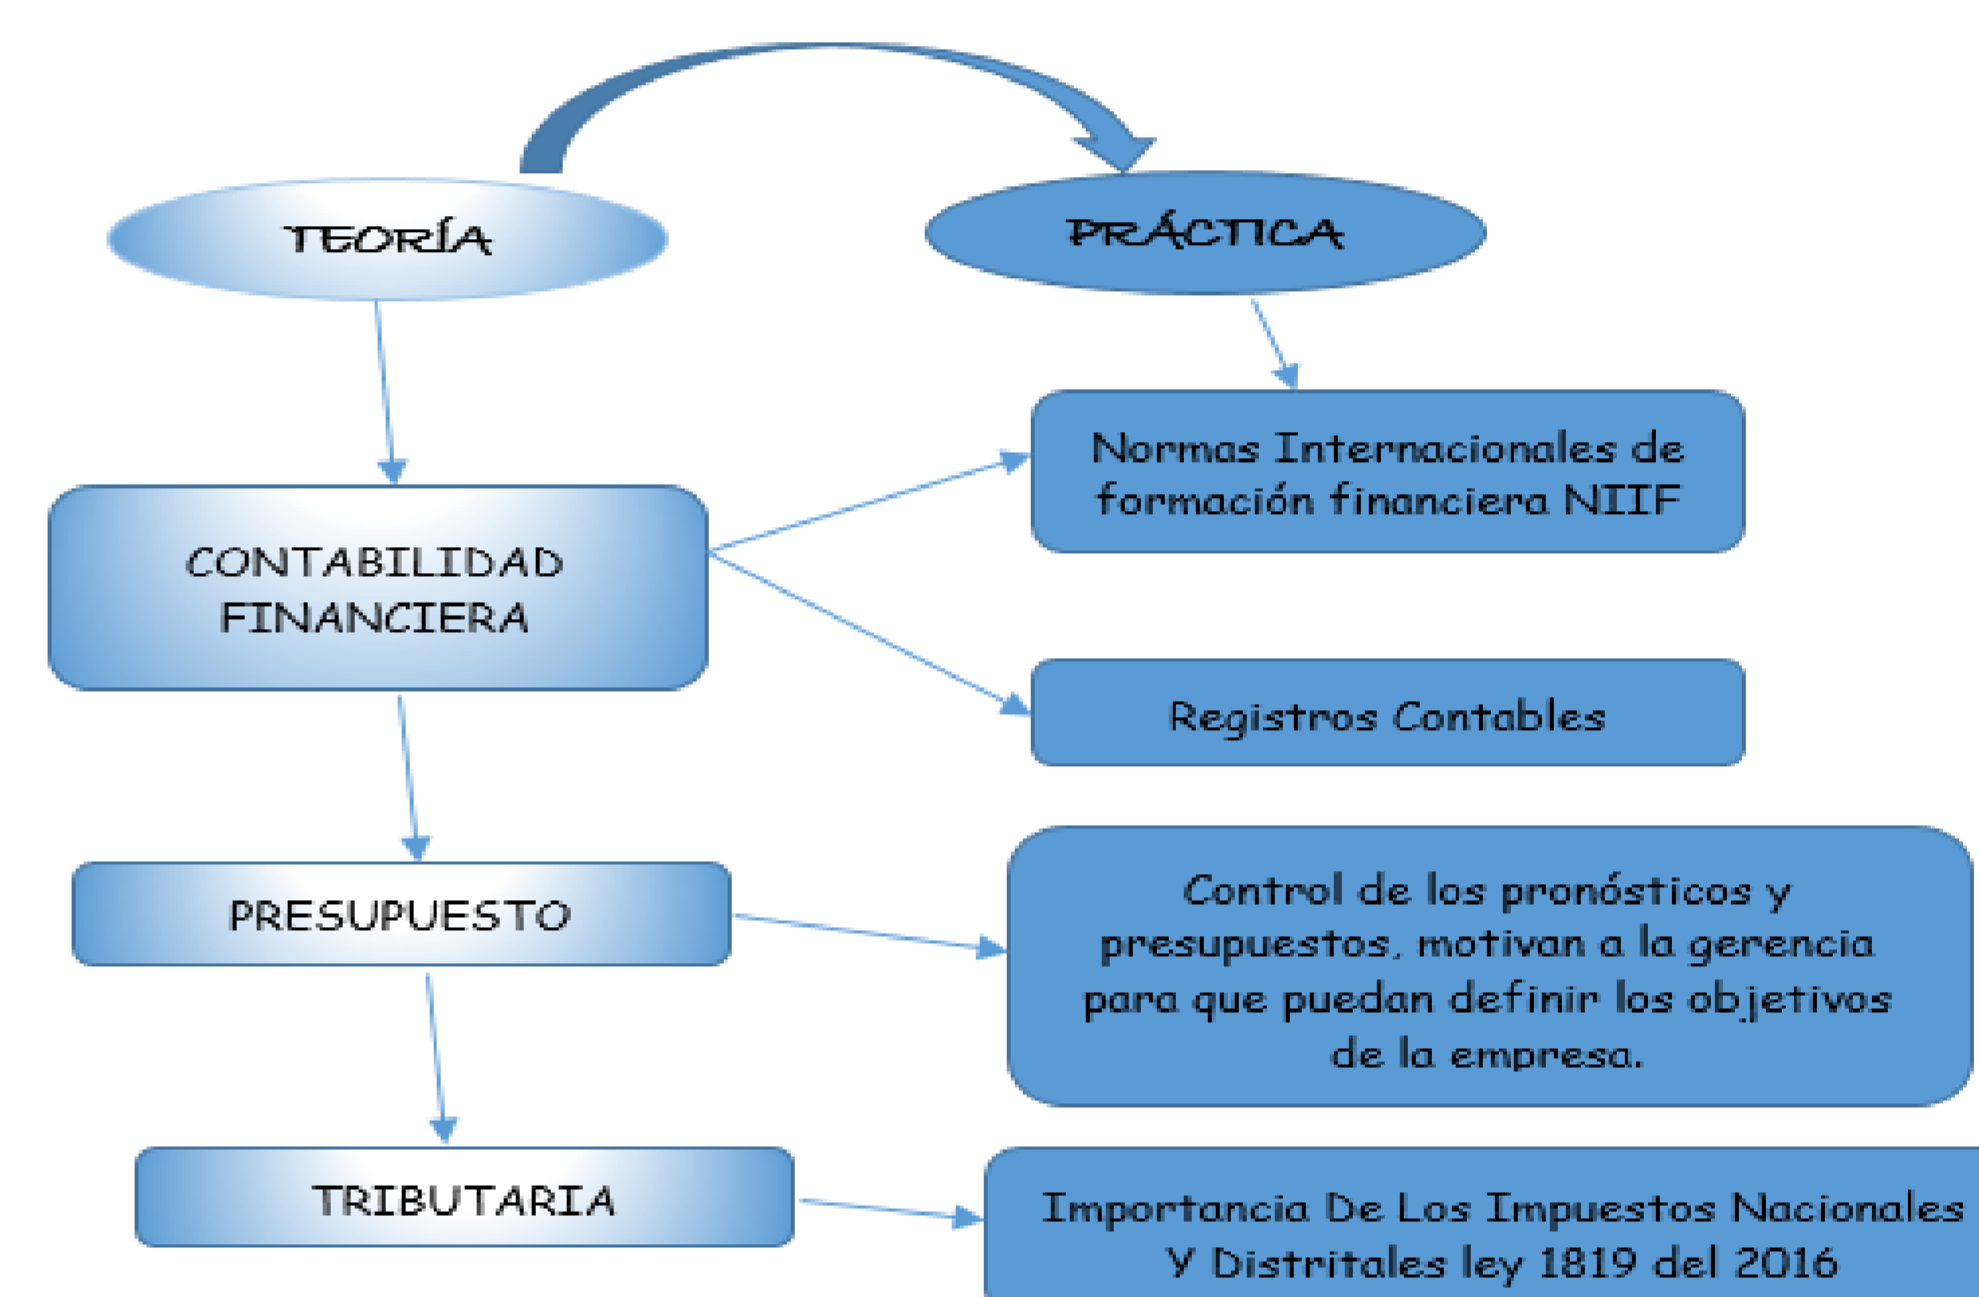 TEORÍA
PRÁCTICA
CONTABILIDAD
FINANCIERA
Normas Internacionales de
formación financiera NIIF
Registros Contables
PRESUPUESTO
Control de los pronósticos y
presupuestos, motivan a la gerencia
para que puedan definir los objetivos
de la empresa.
TRIBUTARIA
Importancia De Los Impuestos Nacionales
Y Distritales ley 1819 del 2016